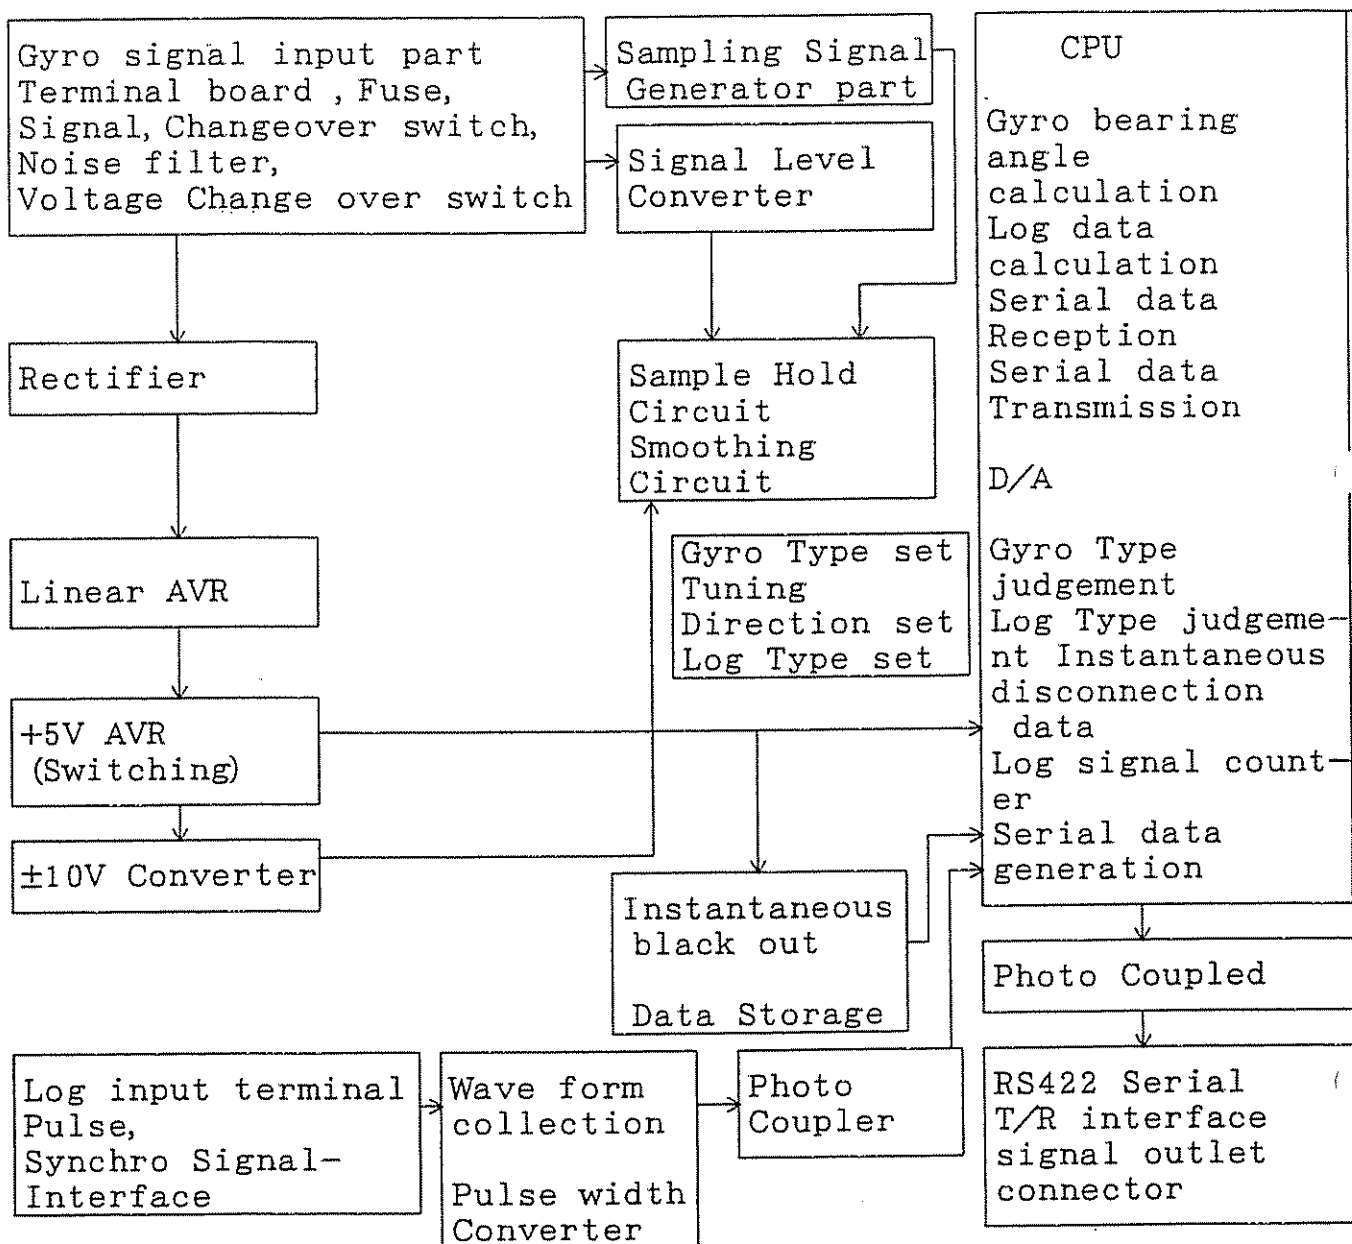 Gyro signal input part
Terminal board , Fuse,
Signal, Changeover switch,
Noise filter,
Voltage Change over switch
Sampling Signal
Generator part
Signal Level
Converter
Rectifier
Sample Hold
Circuit
Smoothing
Circuit
Linear AVR
Gyro Type set
Tuning
Direction set
Log Type set
+5V AVR
(Switching)
±10V Converter
Instantaneous
black out
Data Storage
Log input terminal
Pulse,
Synchro Signal-
Interface
Wave form
collection
Pulse width
Converter
Photo
Coupler
CPU
Gyro bearing
angle
calculation
Log data
calculation
Serial data
Reception
Serial data
Transmission
D/A
Gyro Type
judgement
Log Type judgeme-
nt Instantaneous
disconnection
data
Log signal count-
er
Serial data
generation
Photo Coupled
RS422 Serial
T/R interface
signal outlet
connector